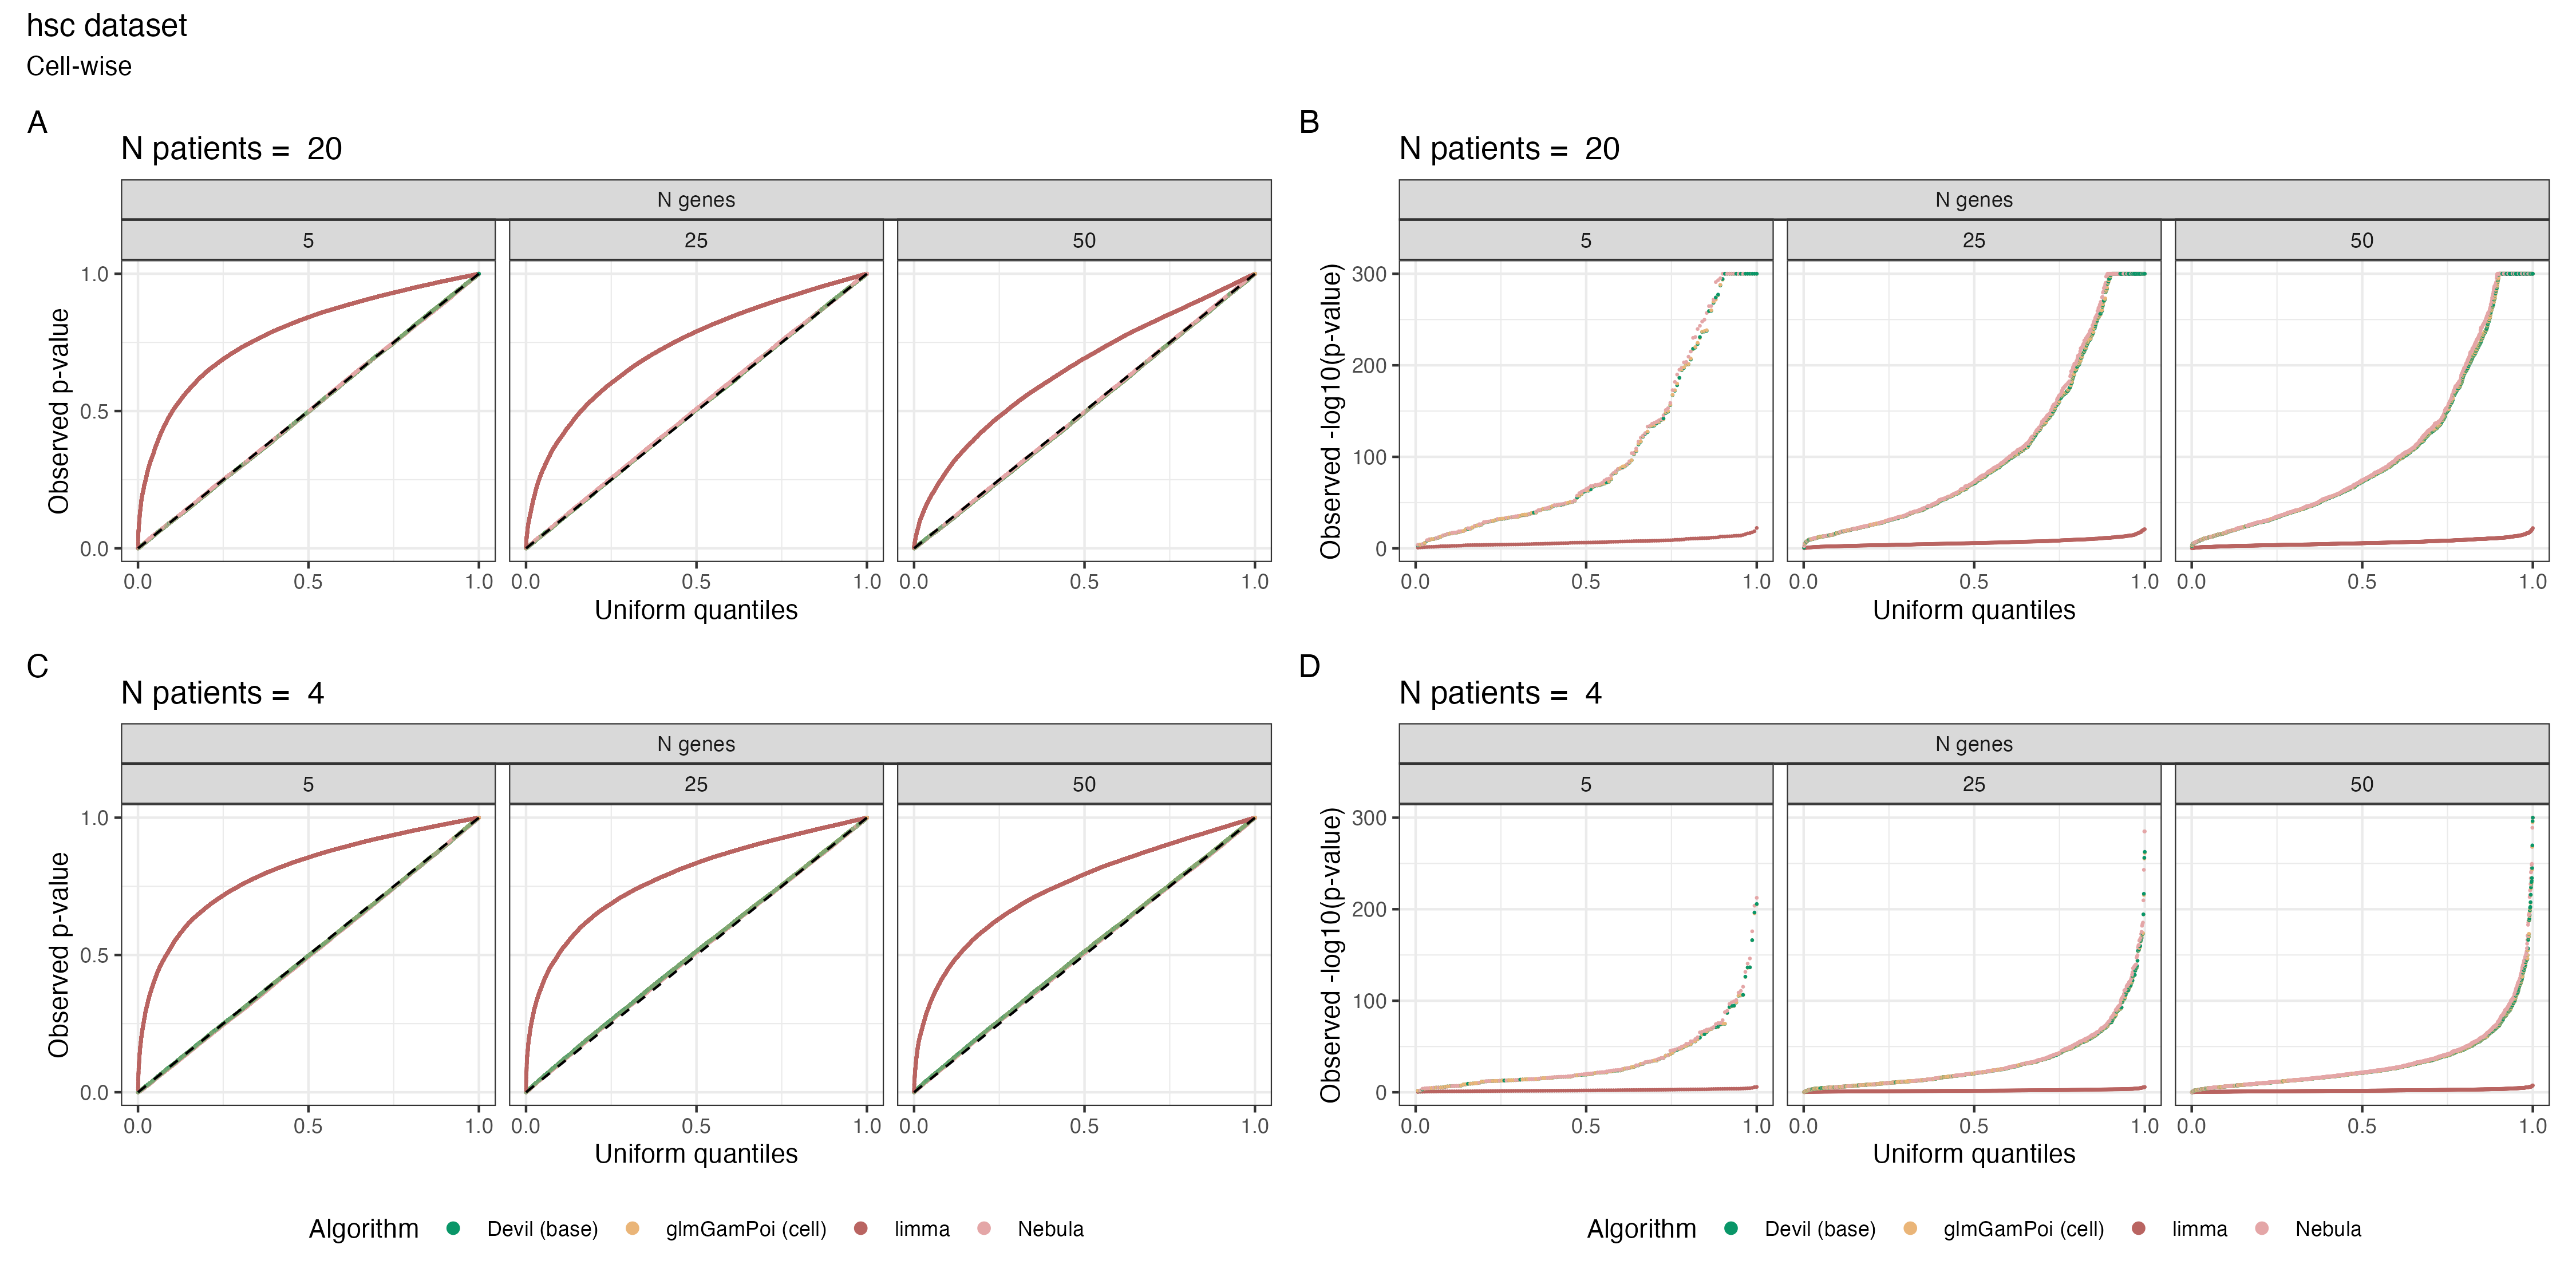 hsc dataset
Cell-wise
A
N patients = 20
N genes
5 25 50
1.0
0.5
0.0
Observed p-value
0.0 0.5 1.0 0.0 0.5 1.0 0.0 0.5 1.0
Uniform quantiles
B
N patients = 20
N genes
5 25 50
300
200
100
0
Observed -log10(p-value)
0.0 0.5 1.0 0.0 0.5 1.0 0.0 0.5 1.0
Uniform quantiles
C
N patients = 4
N genes
5 25 50
1.0
0.5
0.0
Observed p-value
0.0 0.5 1.0 0.0 0.5 1.0 0.0 0.5 1.0
Uniform quantiles
D
N patients = 4
N genes
5 25 50
300
200
100
0
Observed -log10(p-value)
0.0 0.5 1.0 0.0 0.5 1.0 0.0 0.5 1.0
Uniform quantiles
Algorithm Devil (base) glmGamPoi (cell) limma Nebula
Algorithm Devil (base) glmGamPoi (cell) limma Nebula